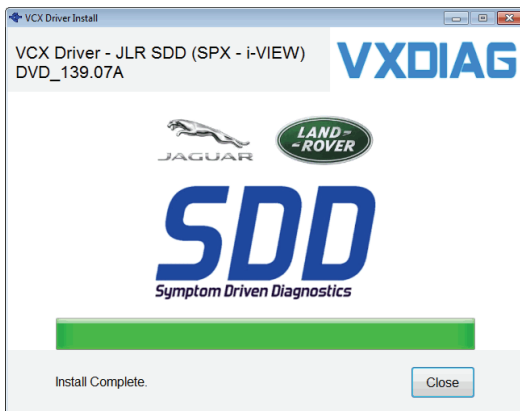 VCX Driver Install
VCX Driver - JLR SDD (SPX - i-VIEW)
DVD_139.07A
VXDIAG
JAGUAR
LAND
ROVER
SDD
Symptom Driven Diagnostics
Install Complete.
Close